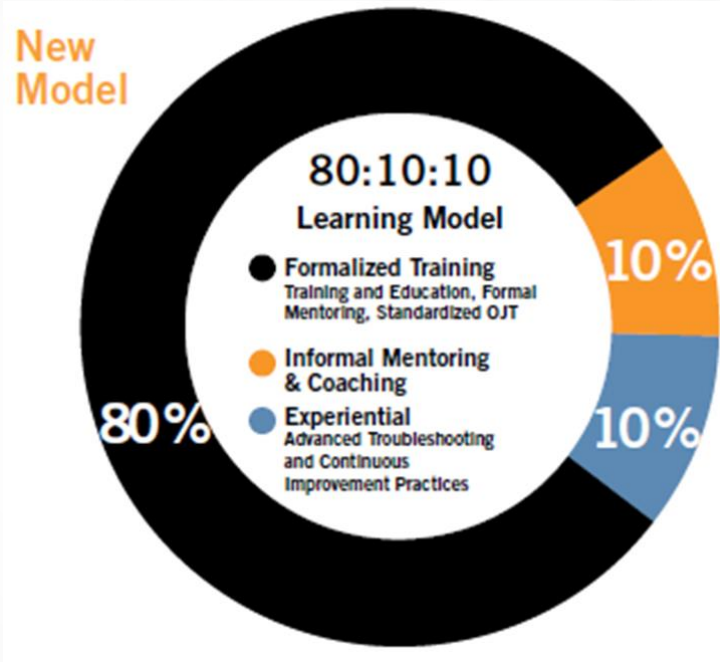 New
Model
80:10:10
Learning Model
Formalized Training
Training and Education, Formal
Mentoring, Standardized OJT
Informal Mentoring
& Coaching
Experiential
Advanced Troubleshooting
and Continuous
Improvement Practices
10%
10%
80%